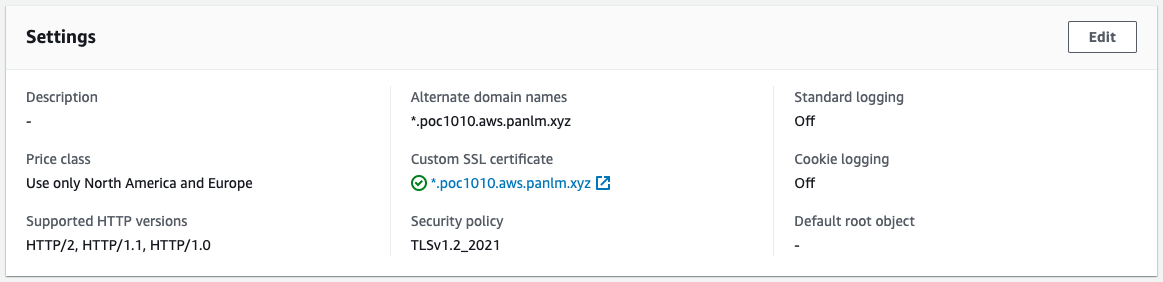 Settings
Edit
Description
-
Price class
Use only North America and Europe
Supported HTTP versions
HTTP/2, HTTP/1.1, HTTP/1.0
Alternate domain names
*.poc1010.aws.panlm.xyz
Custom SSL certificate
*.poc1010.aws.panlm.xyz
Security policy
TLSv1.2_2021
Standard logging
Off
Cookie logging
Off
Default root object
-